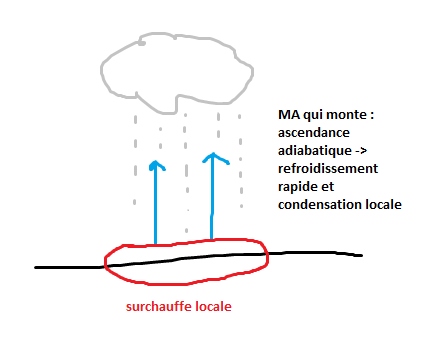 MA qui monte :
ascendance
adiabatique ->
refroidissement
rapide et
condensation locale
surchauffe locale